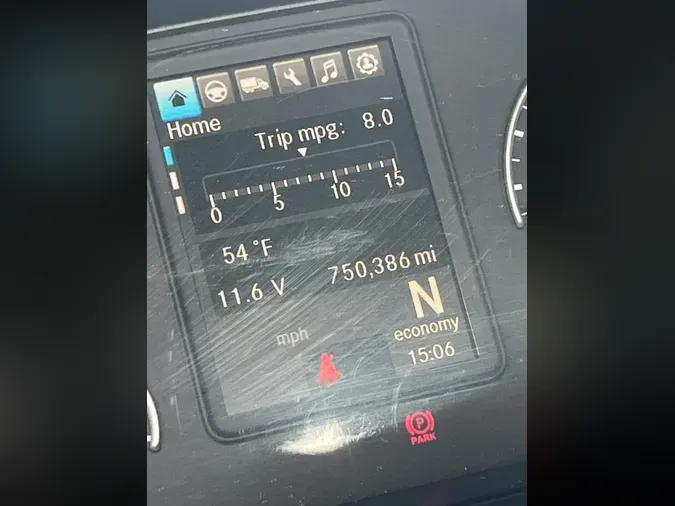 Home
Trip mpg: 8.0
0 5 10 15
54 °F
11.6 V 750,386 mi
N
mph economy
15:06
P
PARK